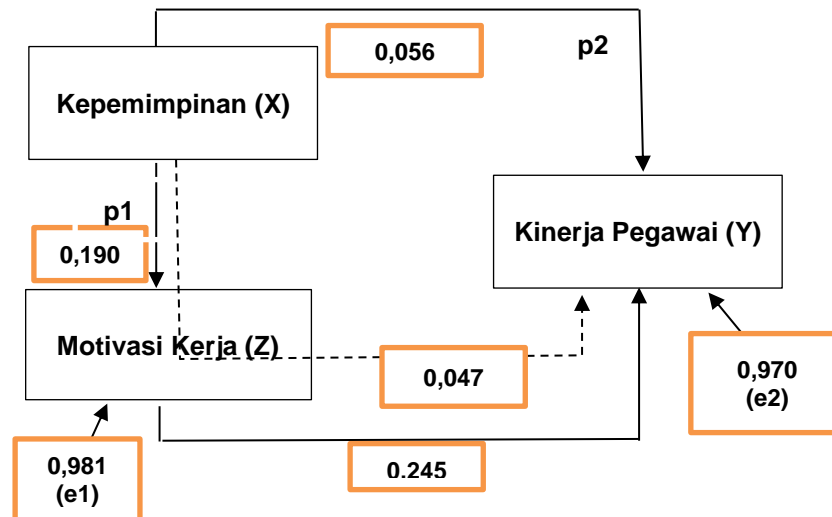 0,056
p2
Kepemimpinan (X)
p1
0,190
Kinerja Pegawai (Y)
Motivasi Kerja (Z)
0,047
0,970
(e2)
0,981
(e1)
0.245